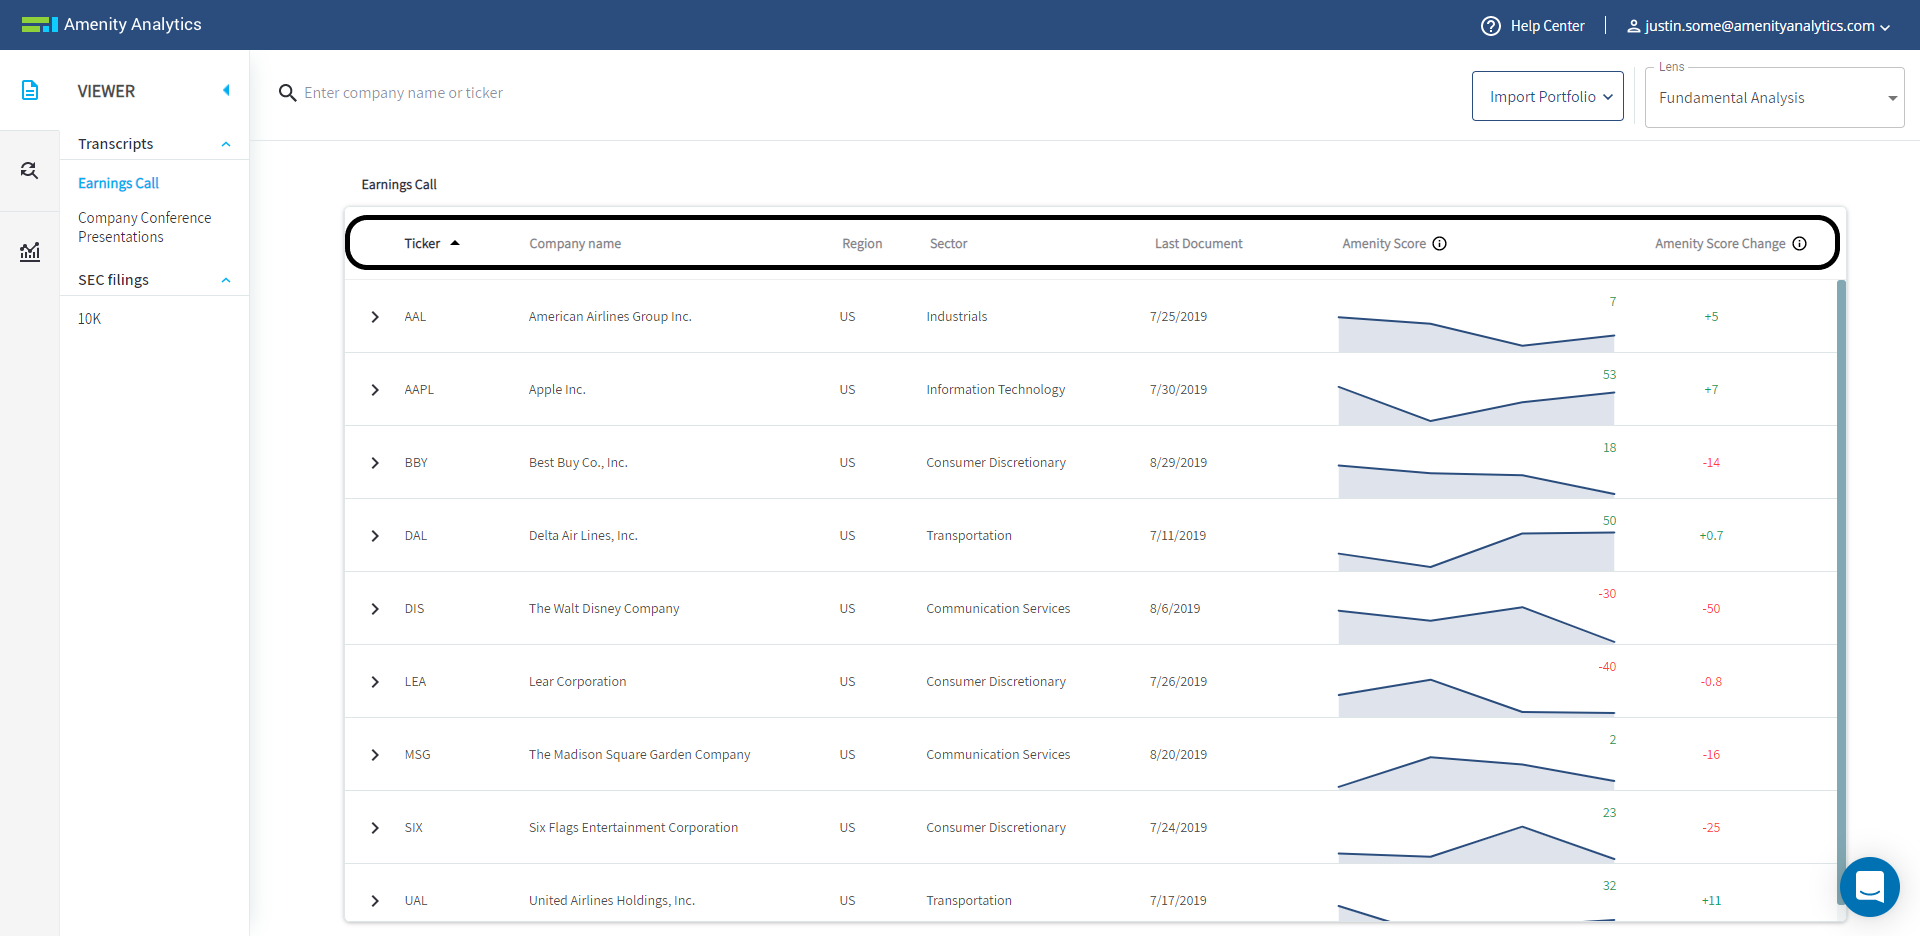 Amenity Analytics
Help Center
justin.some@amenityanalytics.com
VIEWER
Enter company name or ticker
Import Portfolio
Lens
Fundamental Analysis
Transcripts
Earnings Call
Company Conference
Presentations
SEC filings
10K
Earnings Call
Ticker Company name Region Sector Last Document Amenity Score Amenity Score Change
AAL American Airlines Group Inc. US Industrials 7/25/2019 7 +5
AAPL Apple Inc. US Information Technology 7/30/2019 53 +7
BBY Best Buy Co., Inc. US Consumer Discretionary 8/29/2019 18 -14
DAL Delta Air Lines, Inc. US Transportation 7/11/2019 50 +0.7
DIS The Walt Disney Company US Communication Services 8/6/2019 -30 -50
LEA Lear Corporation US Consumer Discretionary 7/26/2019 -40 -0.8
MSG The Madison Square Garden Company US Communication Services 8/20/2019 2 -16
SIX Six Flags Entertainment Corporation US Consumer Discretionary 7/24/2019 23 -25
UAL United Airlines Holdings, Inc. US Transportation 7/17/2019 32 +11